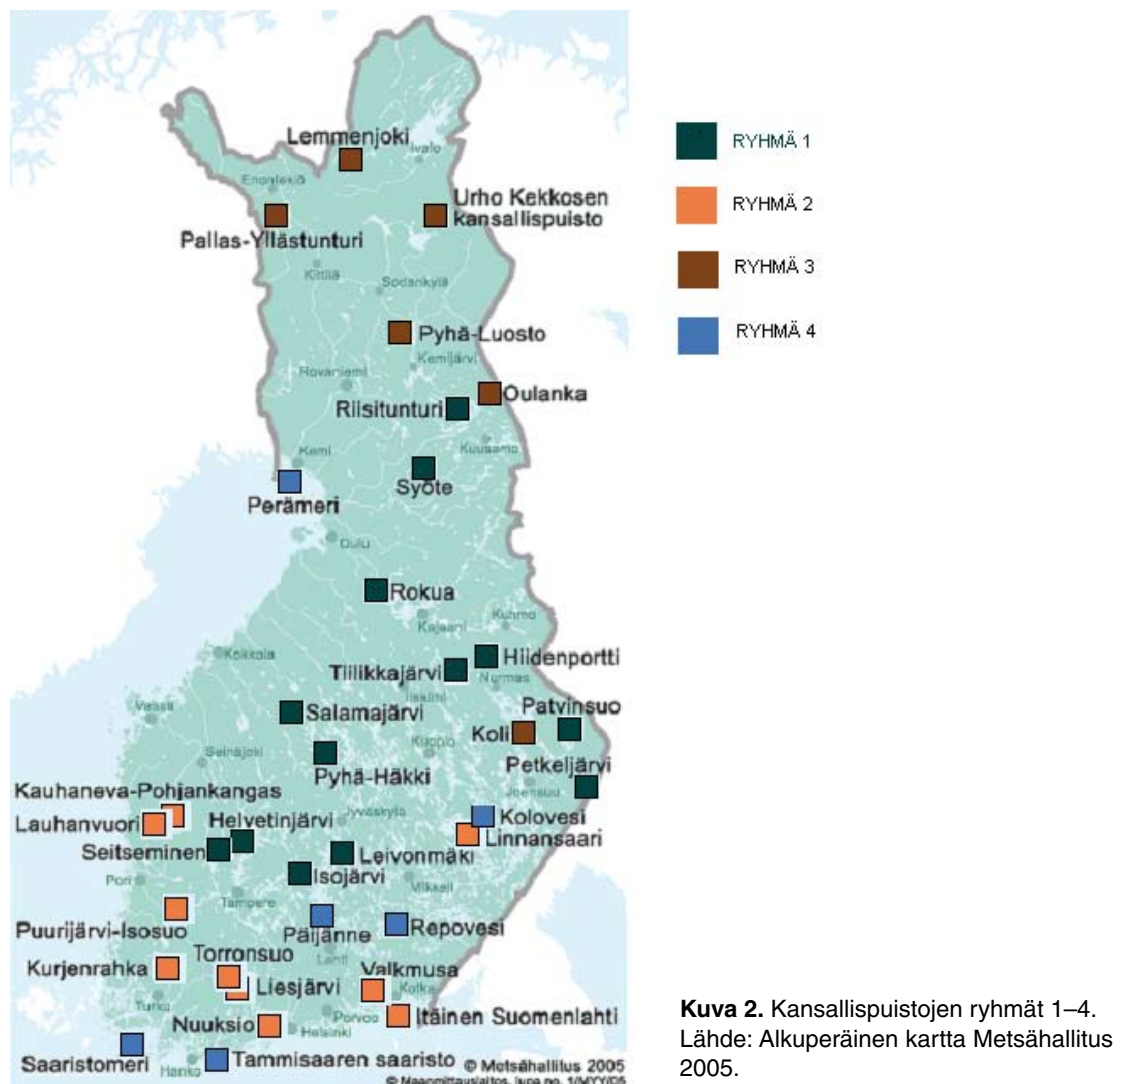 Lemmenjoki
Ivalo
Enontekiö
Urho Kekkosen
kansallispuisto
Pallas-Yllästunturi
Kittilä
Sodankylä
Pyhä-Luosto
Kemijärvi
Rovaniemi
Oulanka
Riisitunturi
Kuusamo
Kemi
Syöte
Perämeri
Oulu
Rokua
Kuhmo
Kajaani
Kokkola
Hiidenportti
Tiilikkajärvi
Nurmes
Iisalmi
Vaasa
Salamajärvi
Patvinsuo
Koli
Kuopio
Seinäjoki
Pyhä-Häkki
Petkeljärvi
Joensuu
Kauhaneva-Pohjankangas
Lauhanvuori
Helvetinjärvi
Jyväskylä
Kolovesi
Linnansaari
Seitseminen
Leivonmäki
Isojärvi
Pori
Mikkeli
Tampere
Puurijärvi-Isosuo
Päijänne
Repovesi
Torronsuo
Lahti
Kurjenrahka
Valkmusa
Liesjärvi
Kotka
Turku
Porvoo
Itäinen Suomenlahti
Nuuksio
Helsinki
Saaristomeri
Tammisaaren saaristo
Hanko
© Metsähallitus 2005
© Maanmittauslaitos, lupa no. 1/MYY/05
RYHMÄ 1
RYHMÄ 2
RYHMÄ 3
RYHMÄ 4
Kuva 2. Kansallispuistojen ryhmät 1–4.
Lähde: Alkuperäinen kartta Metsähallitus
2005.